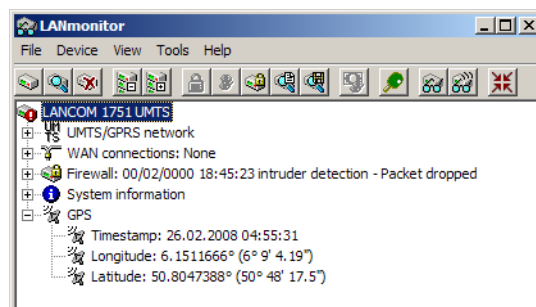 LANmonitor
File Device View Tools Help
LANCOM 1751 UMTS
UM
TS
UMTS/GPRS network
WAN connections: None
Firewall: 00/02/0000 18:45:23 intruder detection - Packet dropped
System information
GPS
Timestamp: 26.02.2008 04:55:31
Longitude: 6.1511666° (6° 9' 4.19")
Latitude: 50.8047388° (50° 48' 17.5")